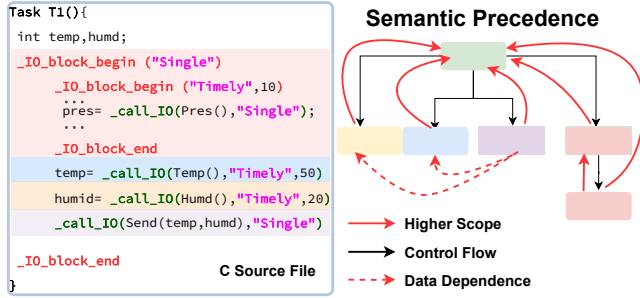 Task T1(){
int temp,humd;
_IO_block_begin ("Single")
_IO_block_begin ("Timely",10)
...
pres= _call_IO(Pres(),"Single");
...
_IO_block_end
temp= _call_IO(Temp(),"Timely",50)
humid= _call_IO(Humd(),"Timely",20)
_call_IO(Send(temp,humd),"Single")
_IO_block_end
}
C Source File
Semantic Precedence
Higher Scope
Control Flow
Data Dependence